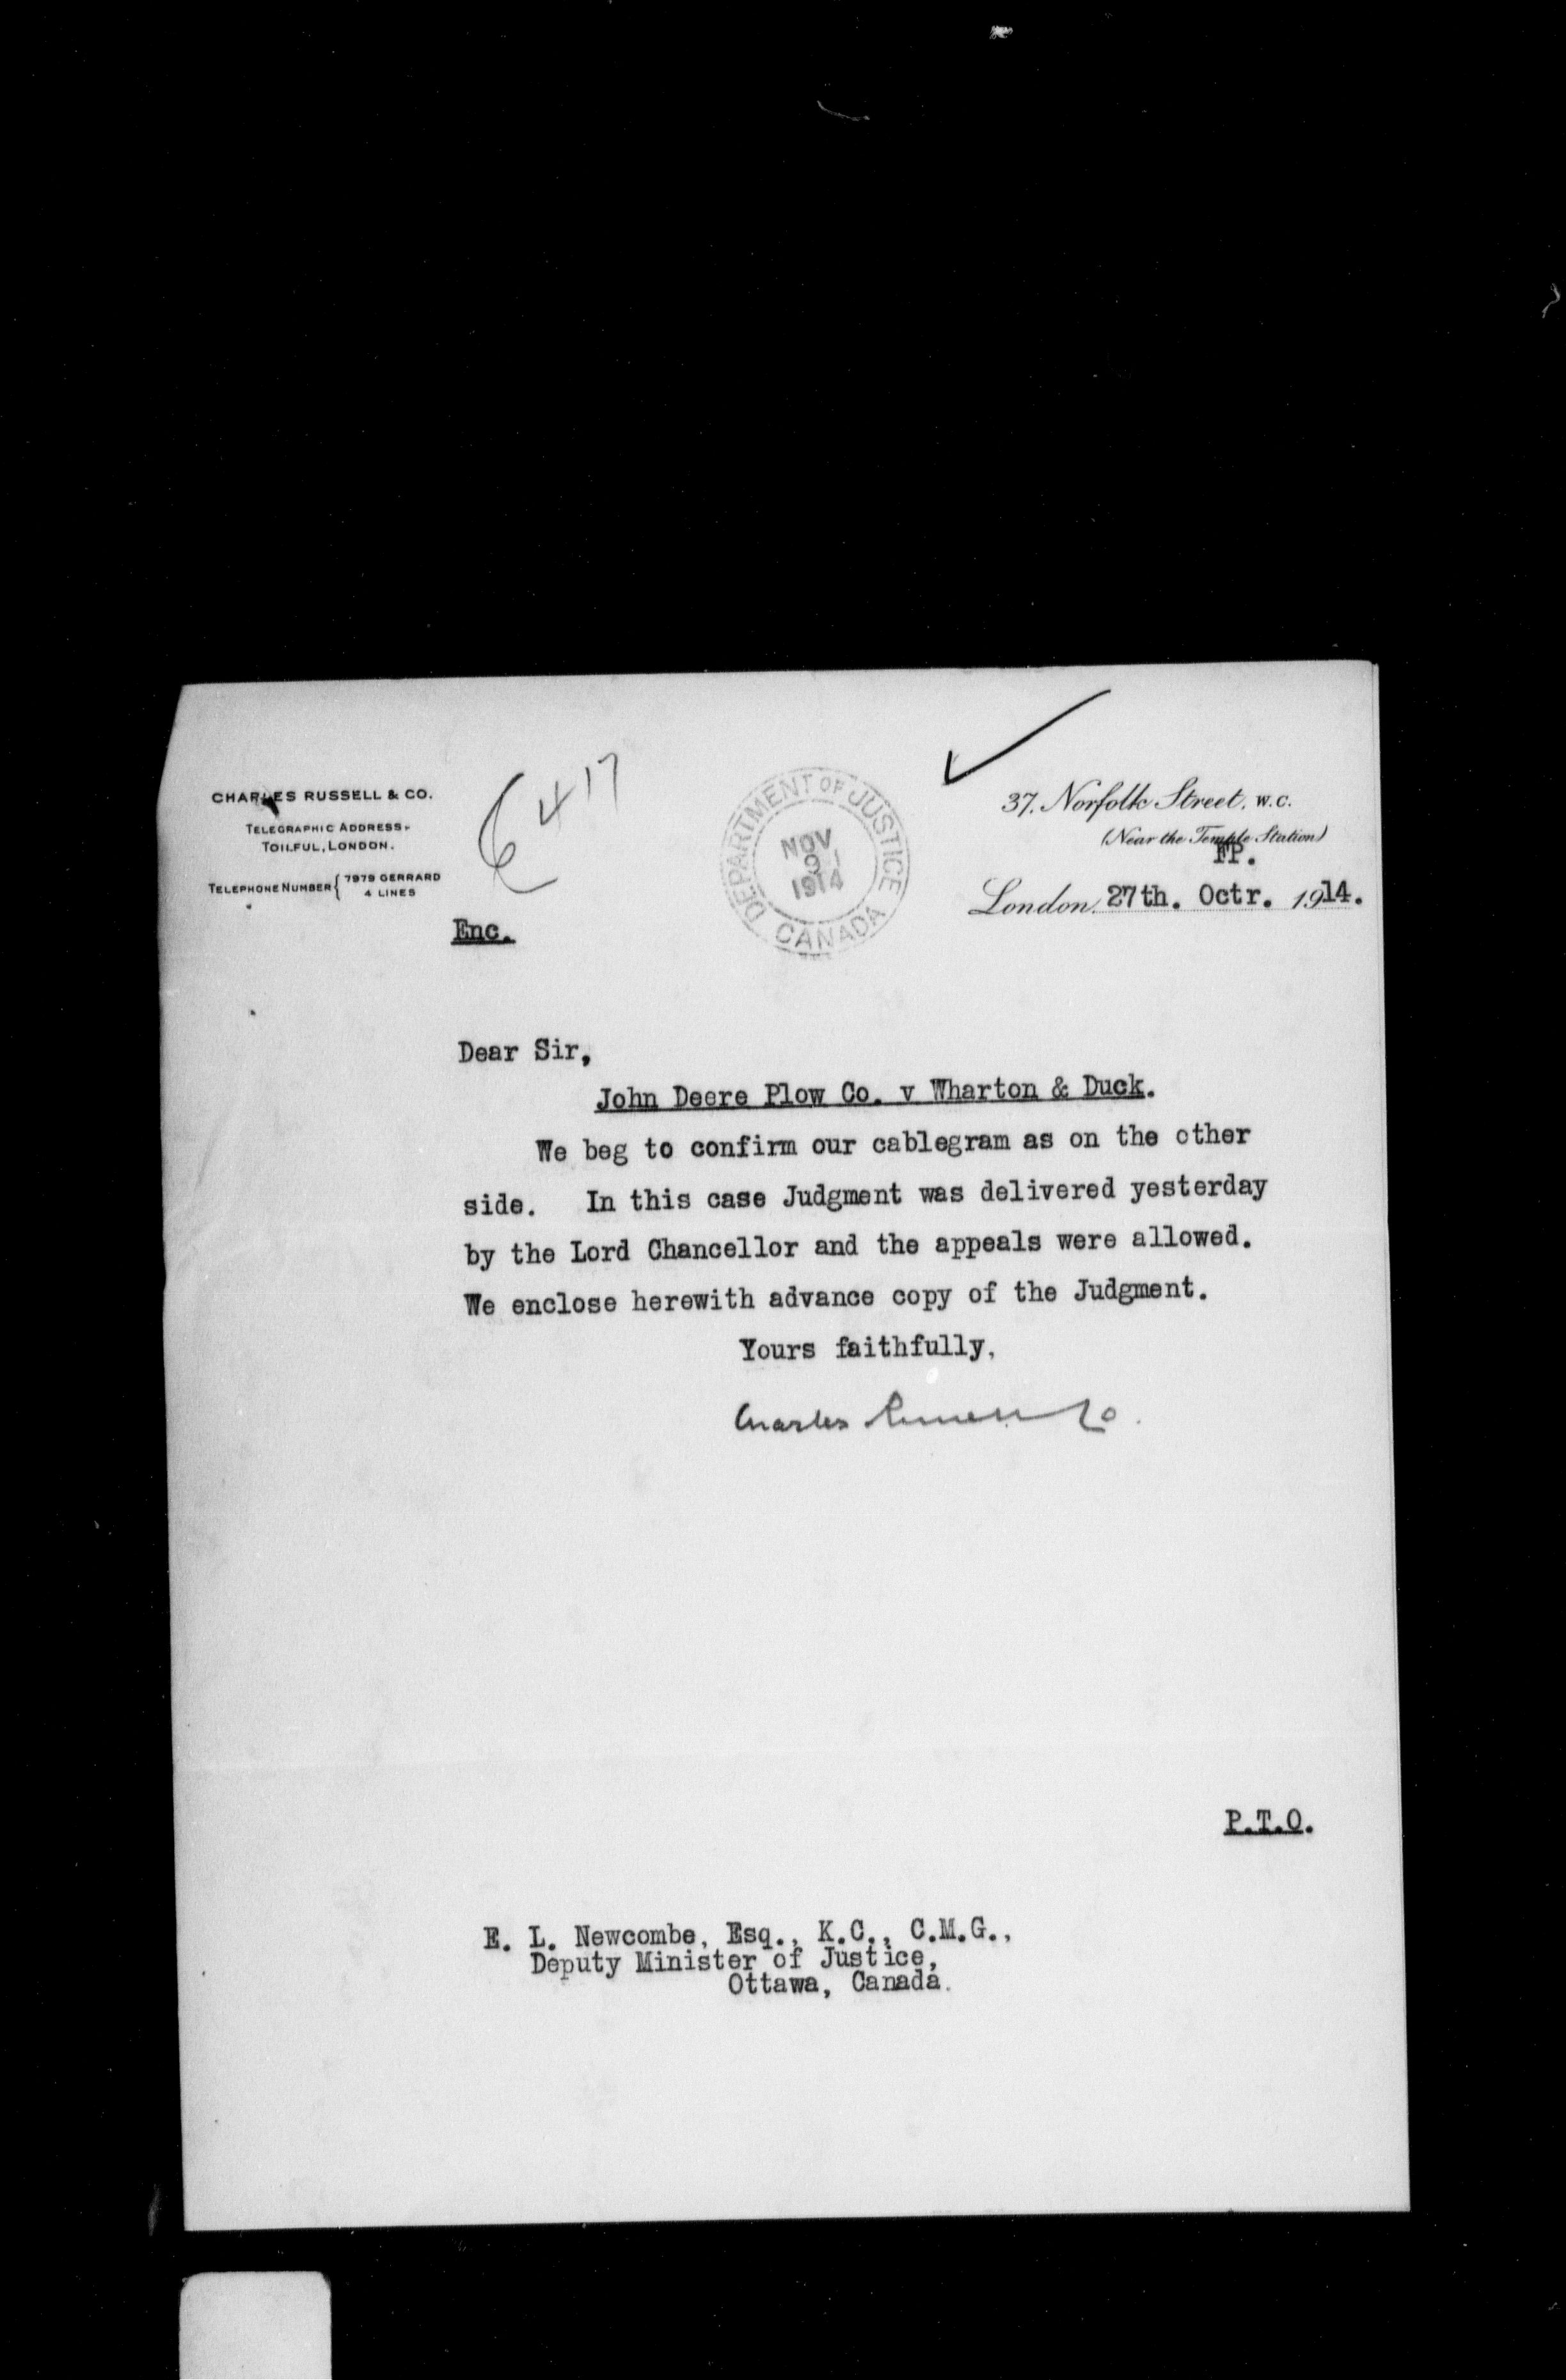 CHARLES RUSSELL & CO.
TELEGRAPHIC ADDRESS,
TOILFUL, LONDON.
TELEPHONE NUMBER { 7979 GERRARD
4 LINES
6417
DEPARTMENT OF JUSTICE
NOV
9
1914
CANADA
37, Norfolk Street, W.C.
(Near the Temple Station)
FP.
London, 27th. Octr. 1914.
Enc.
Dear Sir,
John Deere Plow Co. v Wharton & Duck.
We beg to confirm our cablegram as on the other
side. In this case Judgment was delivered yesterday
by the Lord Chancellor and the appeals were allowed.
We enclose herewith advance copy of the Judgment.
Yours faithfully,
Charles Russell & Co.
P.T.O.
E. L. Newcombe, Esq., K.C., C.M.G.,
Deputy Minister of Justice,
Ottawa, Canada.